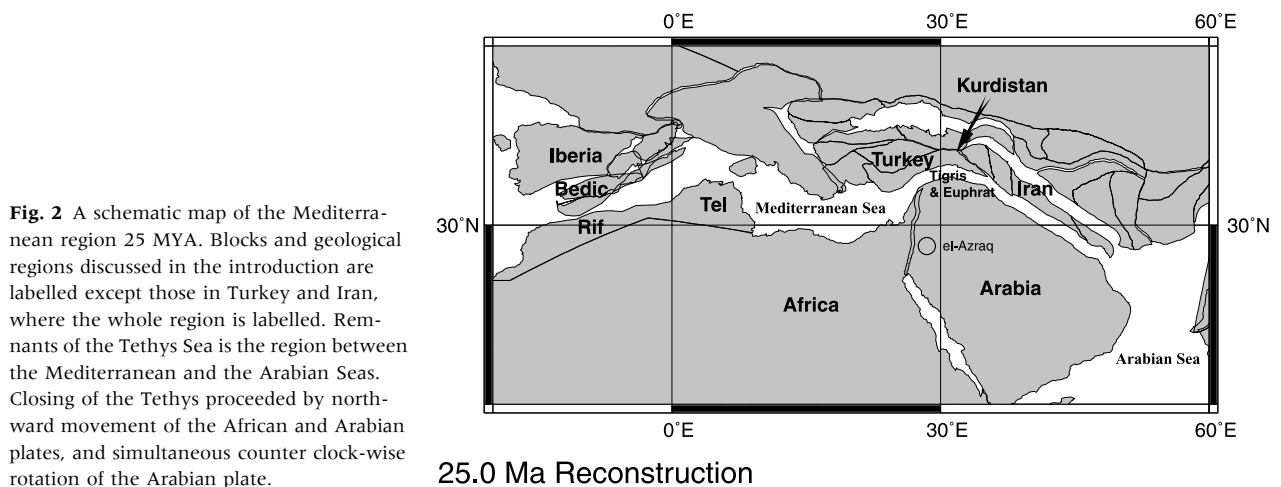 Fig. 2 A schematic map of the Mediterra-
nean region 25 MYA. Blocks and geological
regions discussed in the introduction are
labelled except those in Turkey and Iran,
where the whole region is labelled. Rem-
nants of the Tethys Sea is the region between
the Mediterranean and the Arabian Seas.
Closing of the Tethys proceeded by north-
ward movement of the African and Arabian
plates, and simultaneous counter clock-wise
rotation of the Arabian plate.
0˚E 30˚E 60˚E
Kurdistan
Iberia
Turkey
Bedic
Tigris
& Euphrat
Iran
Tel
Mediterranean Sea
Rif
30˚N 30˚N
el-Azraq
Africa
Arabia
Arabian Sea
0˚E 30˚E 60˚E
25.0 Ma Reconstruction